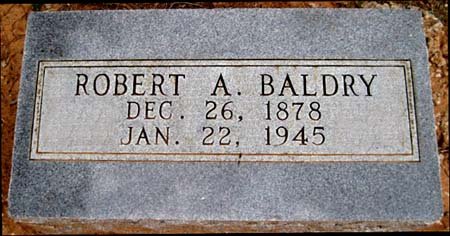 ROBERT A. BALDRY
DEC. 26, 1878
JAN. 22, 1945